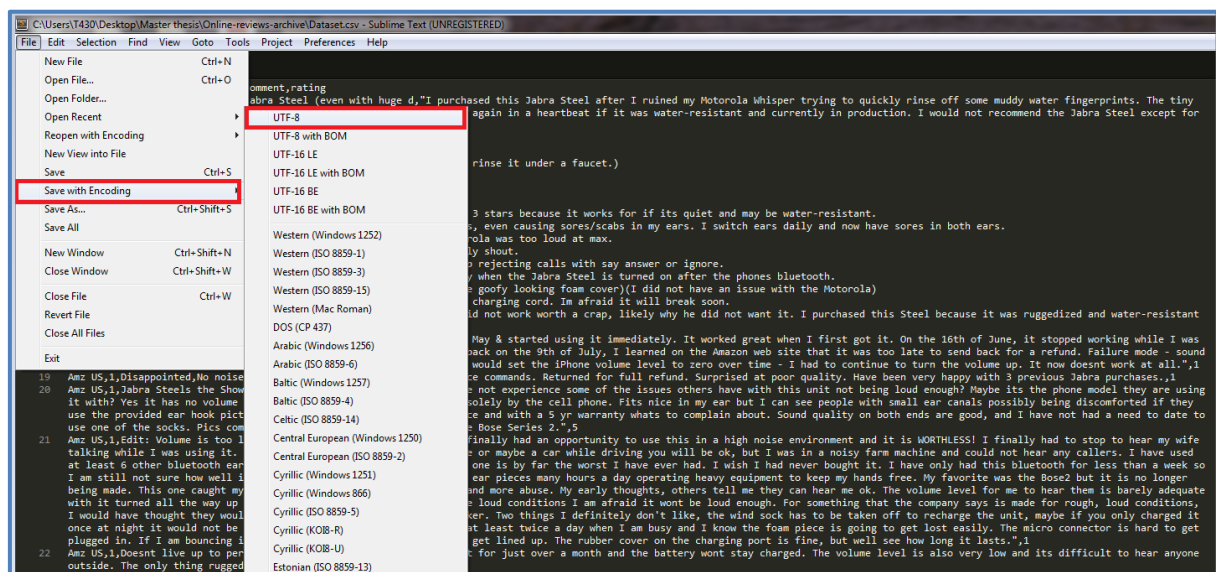 C:\Users\T430\Desktop\Master thesis\Online-reviews-archive\Dataset.csv - Sublime Text (UNREGISTERED)
File Edit Selection Find View Goto Tools Project Preferences Help
New File Ctrl+N
Open File... Ctrl+O
Open Folder...
Open Recent
Reopen with Encoding
New View into File
Save Ctrl+S
Save with Encoding
Save As... Ctrl+Shift+S
Save All
New Window Ctrl+Shift+N
Close Window Ctrl+Shift+W
Close File Ctrl+W
Revert File
Close All Files
Exit
UTF-8
UTF-8 with BOM
UTF-16 LE
UTF-16 LE with BOM
UTF-16 BE
UTF-16 BE with BOM
Western (Windows 1252)
Western (ISO 8859-1)
Western (ISO 8859-3)
Western (ISO 8859-15)
Western (Mac Roman)
DOS (CP 437)
Arabic (Windows 1256)
Arabic (ISO 8859-6)
Baltic (Windows 1257)
Baltic (ISO 8859-4)
Celtic (ISO 8859-14)
Central European (Windows 1250)
Central European (ISO 8859-2)
Cyrillic (Windows 1251)
Cyrillic (Windows 866)
Cyrillic (ISO 8859-5)
Cyrillic (KOI8-R)
Cyrillic (KOI8-U)
Estonian (ISO 8859-13)
omment,rating
abra Steel (even with huge d,"I purchased this Jabra Steel after I ruined my Motorola Whisper trying to quickly rinse off some muddy water fingerprints. The tiny
again in a heartbeat if it was water-resistant and currently in production. I would not recommend the Jabra Steel except for
rinse it under a faucet.)
3 stars because it works for if its quiet and may be water-resistant.
s, even causing sores/scabs in my ears. I switch ears daily and now have sores in both ears.
rola was too loud at max.
ly shout.
o rejecting calls with say answer or ignore.
y when the Jabra Steel is turned on after the phones bluetooth.
e goofy looking foam cover)(I did not have an issue with the Motorola)
charging cord. Im afraid it will break soon.
id not work worth a crap, likely why he did not want it. I purchased this Steel because it was ruggedized and water-resistant
May & started using it immediately. It worked great when I first got it. On the 16th of June, it stopped working while I was
back on the 9th of July, I learned on the Amazon web site that it was too late to send back for a refund. Failure mode - sound
would set the iPhone volume level to zero over time - I had to continue to turn the volume up. It now doesnt work at all.",1
19 Amz US,1,Disappointed,No noise ce commands. Returned for full refund. Surprised at poor quality. Have been very happy with 3 previous Jabra purchases.,1
20 Amz US,1,Jabra Steels the Show e not experience some of the issues others have with this unit not being loud enough? Maybe its the phone model they are using
it with? Yes it has no volume solely by the cell phone. Fits nice in my ear but I can see people with small ear canals possibly being discomforted if they
use the provided ear hook pict ce and with a 5 yr warranty whats to complain about. Sound quality on both ends are good, and I have not had a need to date to
use one of the socks. Pics com e Bose Series 2.",5
21 Amz US,1,Edit: Volume is too l finally had an opportunity to use this in a high noise environment and it is WORTHLESS! I finally had to stop to hear my wife
talking while I was using it. e or maybe a car while driving you will be ok, but I was in a noisy farm machine and could not hear any callers. I have used
at least 6 other bluetooth ear one is by far the worst I have ever had. I wish I had never bought it. I have only had this bluetooth for less than a week so
I am still not sure how well i ear pieces many hours a day operating heavy equipment to keep my hands free. My favorite was the Bose2 but it is no longer
being made. This one caught my and more abuse. My early thoughts, others tell me they can hear me ok. The volume level for me to hear them is barely adequate
with it turned all the way up e loud conditions I am afraid it wont be loud enough. For something that the company says is made for rough, loud conditions,
I would have thought they woul ker. Two things I definitely don't like, the wind sock has to be taken off to recharge the unit, maybe if you only charged it
once at night it would not be at least twice a day when I am busy and I know the foam piece is going to get lost easily. The micro connector is hard to get
plugged in. If I am bouncing i get lined up. The rubber cover on the charging port is fine, but well see how long it lasts.",1
22 Amz US,1,Doesnt live up to per t for just over a month and the battery wont stay charged. The volume level is also very low and its difficult to hear anyone
outside. The only thing rugged